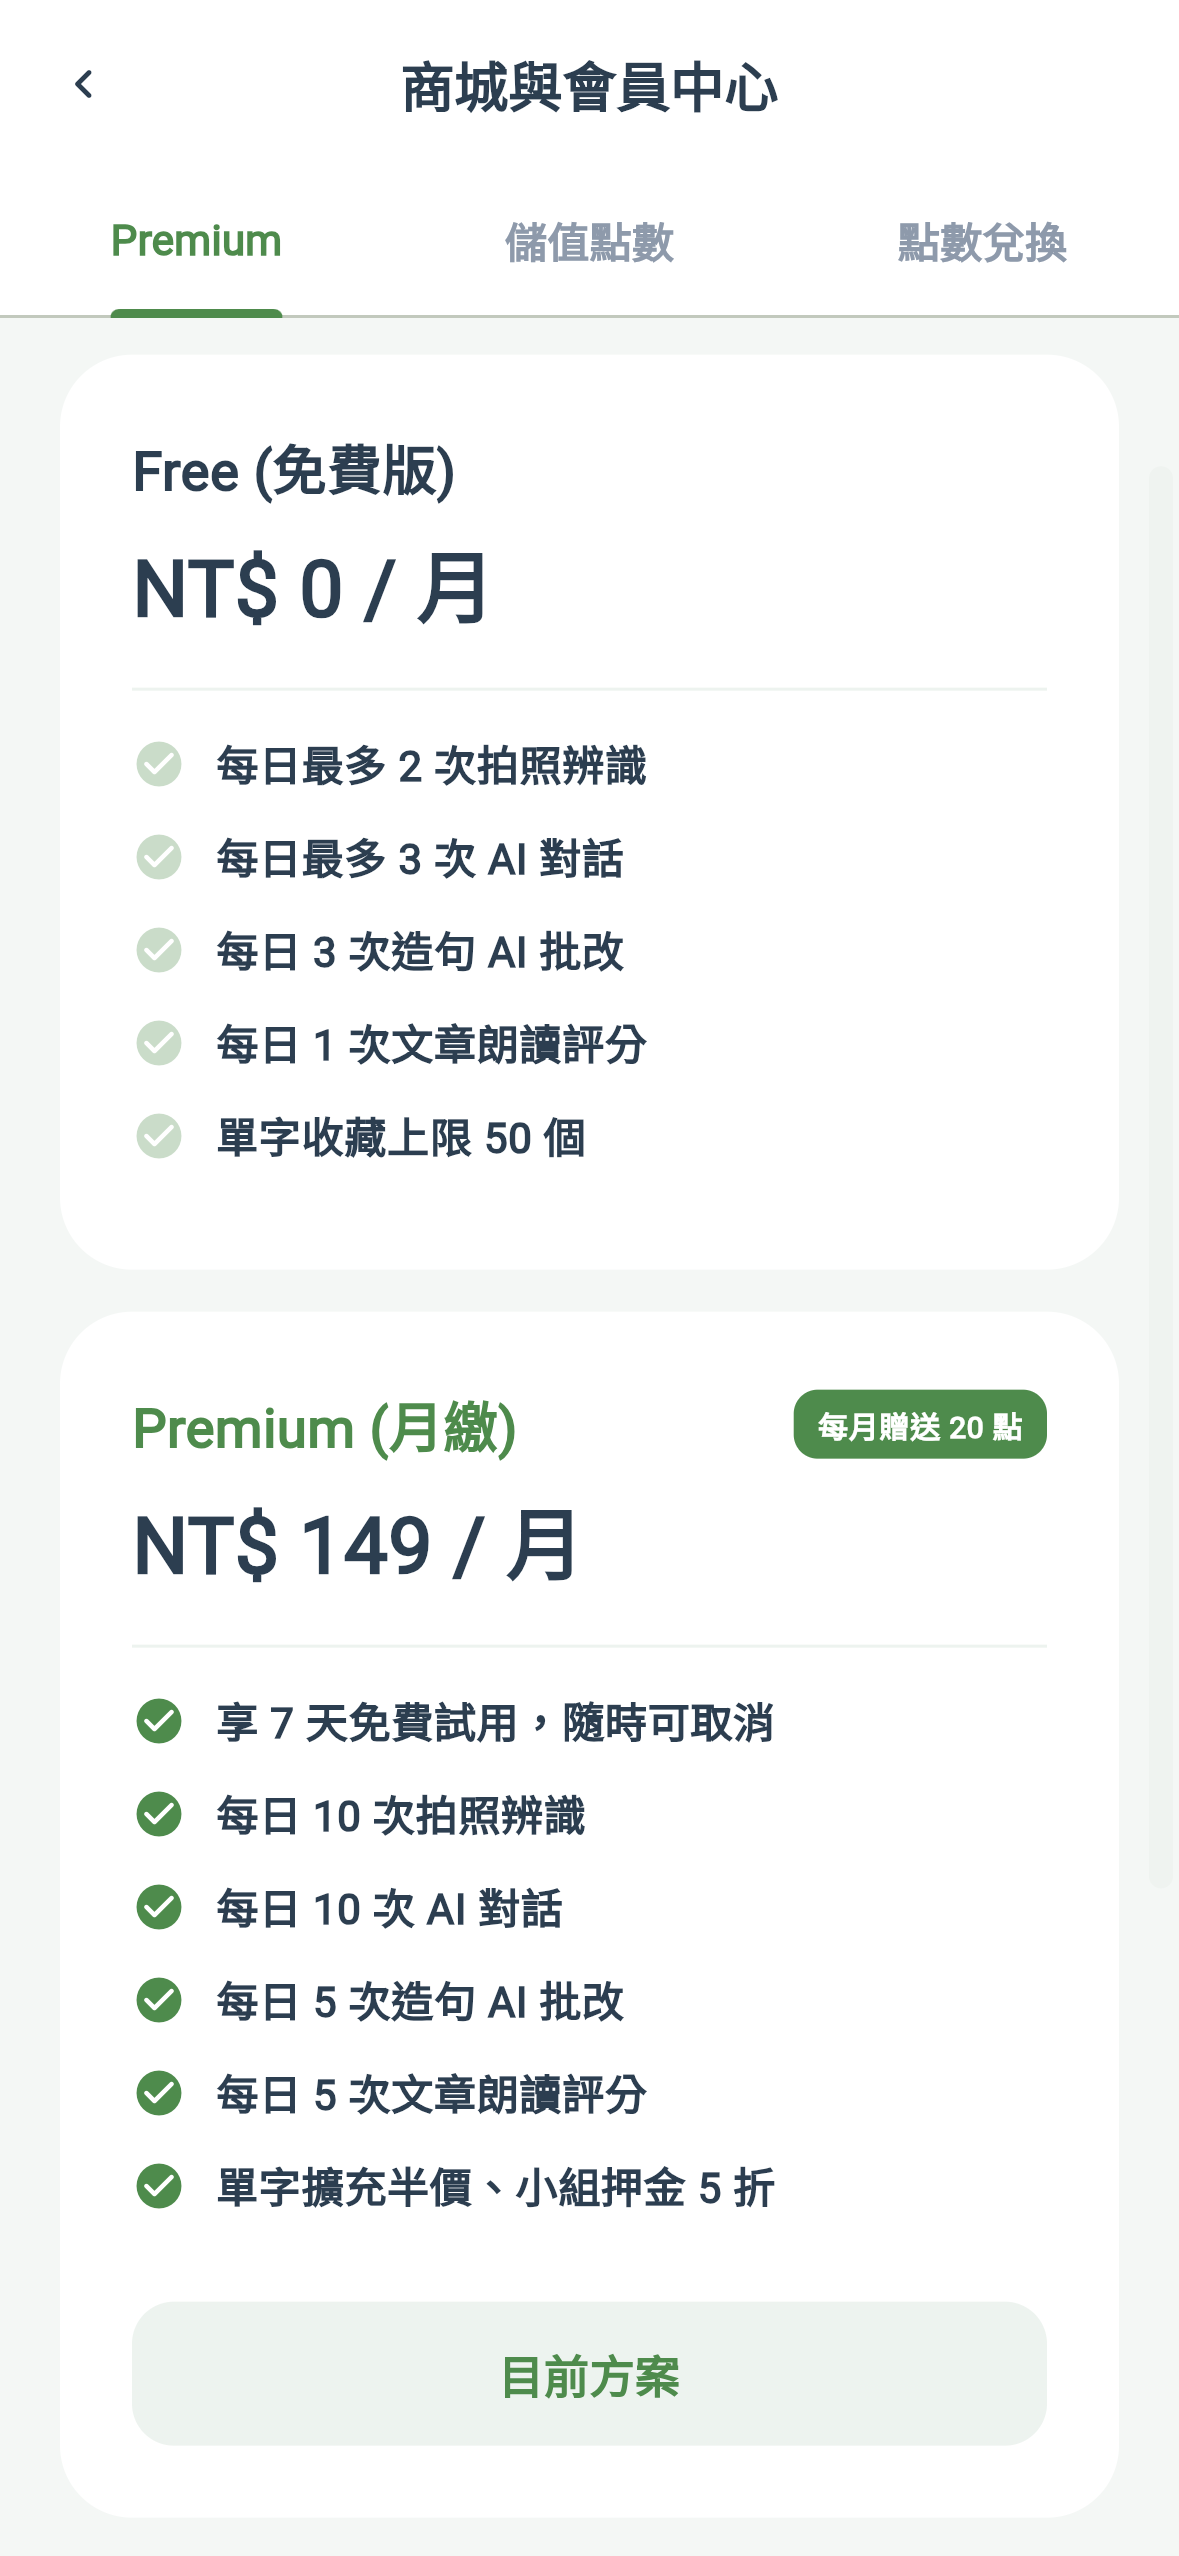 商城與會員中心
Premium
儲值點數
點數兌換
Free (免費版)
NT$ 0 / 月
每日最多 2 次拍照辨識
每日最多 3 次 AI 對話
每日 3 次造句 AI 批改
每日 1 次文章朗讀評分
單字收藏上限 50 個
Premium (月繳)
每月贈送 20 點
NT$ 149 / 月
享 7 天免費試用，隨時可取消
每日 10 次拍照辨識
每日 10 次 AI 對話
每日 5 次造句 AI 批改
每日 5 次文章朗讀評分
單字擴充半價、小組押金 5 折
目前方案